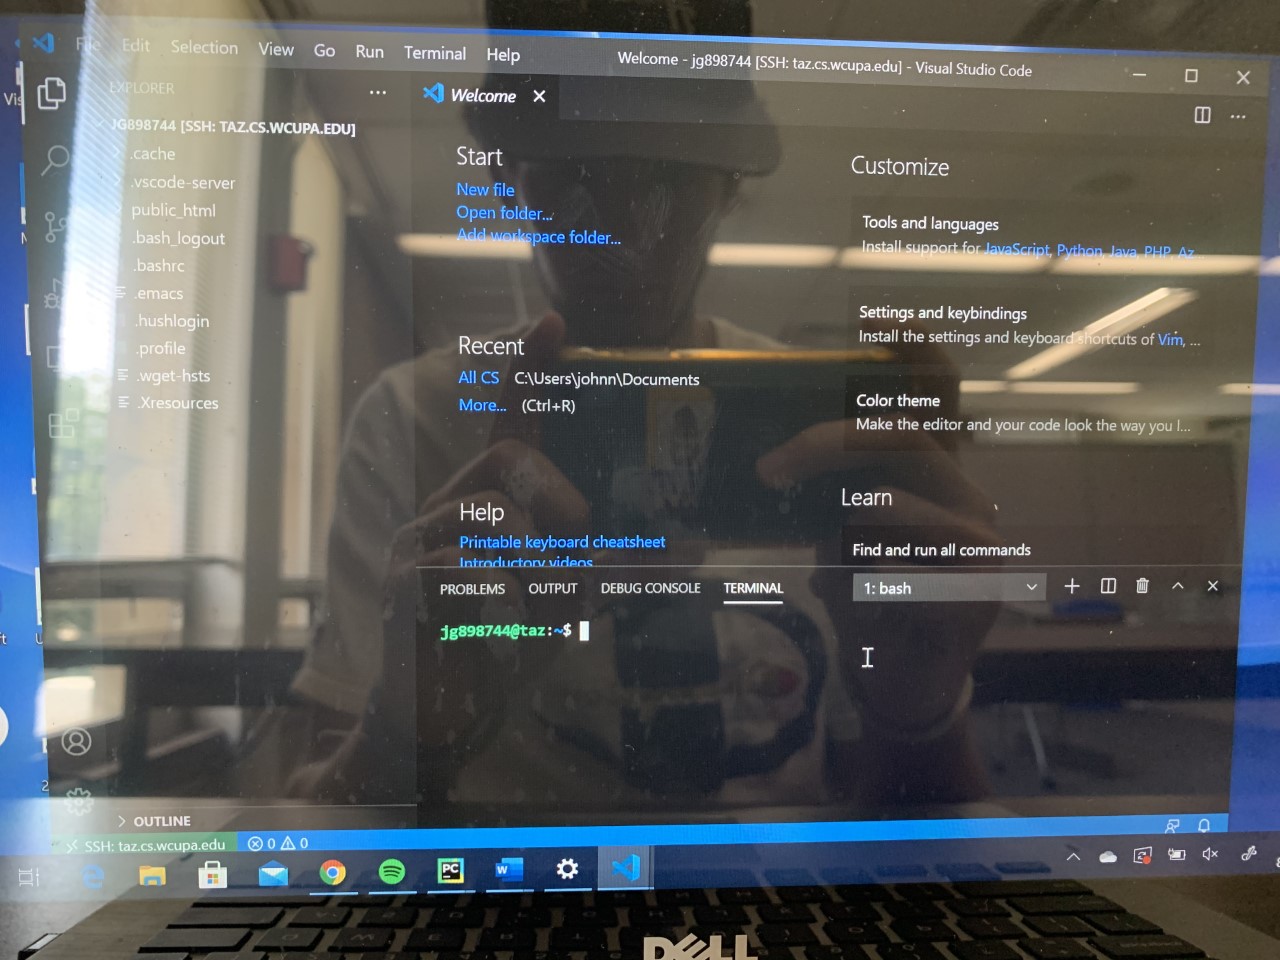 File Edit Selection View Go Run Terminal Help Welcome - jg898744 [SSH: taz.cs.wcupa.edu] - Visual Studio Code
EXPLORER
JG898744 [SSH: TAZ.CS.WCUPA.EDU]
.cache
.vscode-server
public_html
.bash_logout
.bashrc
.emacs
.hushlogin
.profile
.wget-hsts
.Xresources
OUTLINE
Welcome
Start
New file
Open folder...
Add workspace folder...
Recent
All CS C:\Users\johnn\Documents
More... (Ctrl+R)
Help
Printable keyboard cheatsheet
Introductory videos
Customize
Tools and languages
Install support for JavaScript, Python, Java, PHP, Az...
Settings and keybindings
Install the settings and keyboard shortcuts of Vim, ...
Color theme
Make the editor and your code look the way you l...
Learn
Find and run all commands
PROBLEMS OUTPUT DEBUG CONSOLE TERMINAL 1: bash
jg898744@taz:~$
SSH: taz.cs.wcupa.edu 0 0
PC W
DELL